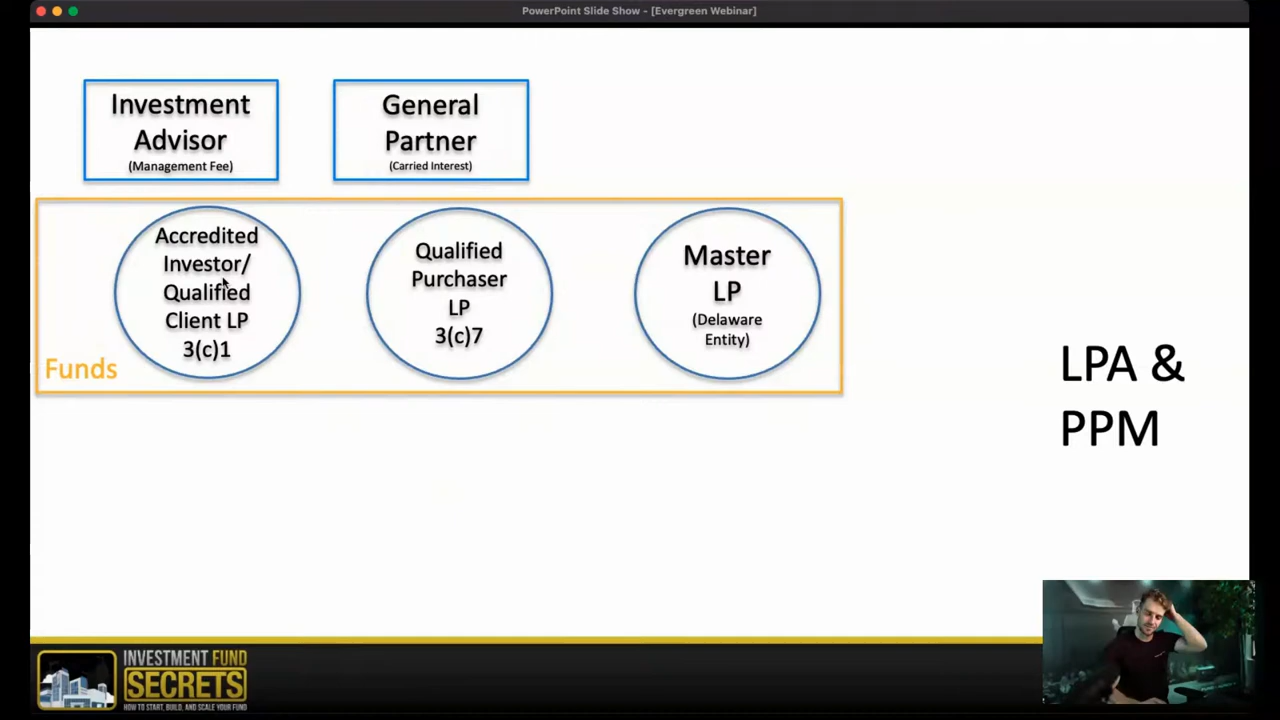 PowerPoint Slide Show - [Evergreen Webinar]
Investment
Advisor
(Management Fee)
General
Partner
(Carried Interest)
Accredited
Investor/
Qualified
Client LP
3(c)1
Qualified
Purchaser
LP
3(c)7
Master
LP
(Delaware
Entity)
Funds
LPA &
PPM
INVESTMENT FUND
SECRETS
HOW TO START, BUILD, AND SCALE YOUR FUND